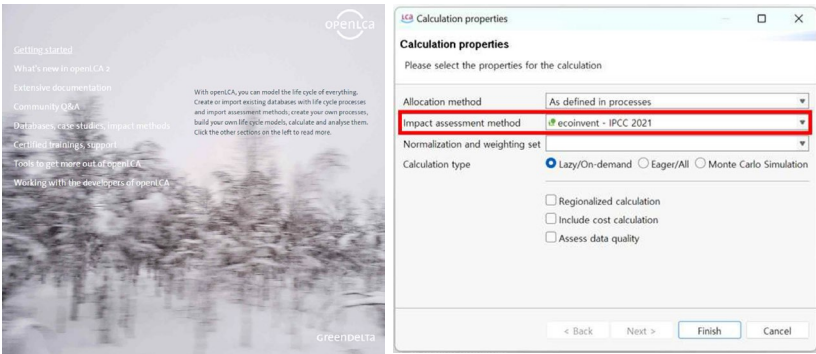 openLCA
Getting started
What's new in openLCA 2
Extensive documentation
Community Q&A
Databases, case studies, impact methods
Certified trainings, support
Tools to get more out of openLCA
Working with the developers of openLCA
With openLCA, you can model the life cycle of everything.
Create or import existing databases with life cycle processes
and import assessment methods, create your own processes,
build your own life cycle models, calculate and analyse them.
Click the other sections on the left to read more.
GreenDelta
LCA Calculation properties
Calculation properties
Please select the properties for the calculation
Allocation method As defined in processes
Impact assessment method ecoinvent - IPCC 2021
Normalization and weighting set
Calculation type Lazy/On-demand Eager/All Monte Carlo Simulation
Regionalized calculation
Include cost calculation
Assess data quality
< Back Next > Finish Cancel